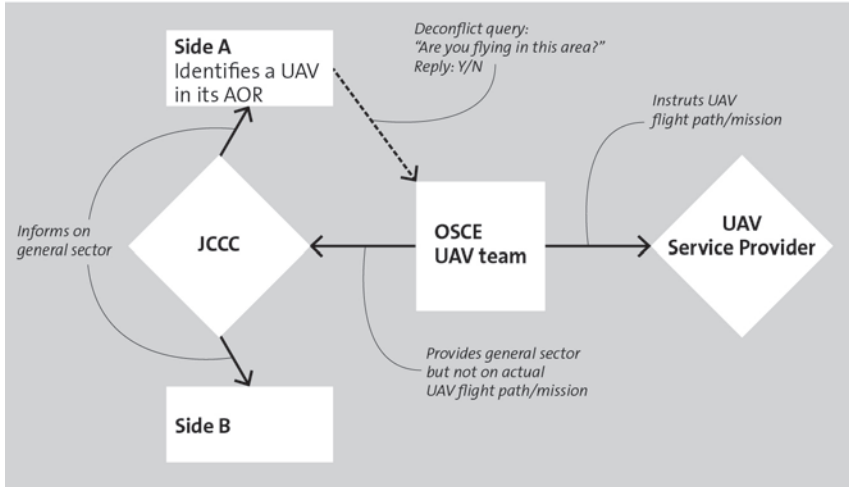 Side A
Identifies a UAV
in its AOR
Deconflict query:
“Are you flying in this area?”
Reply: Y/N
Instruts UAV
flight path/mission
Informs on
general sector
JCCC
OSCE
UAV team
UAV
Service Provider
Provides general sector
but not on actual
UAV flight path/mission
Side B